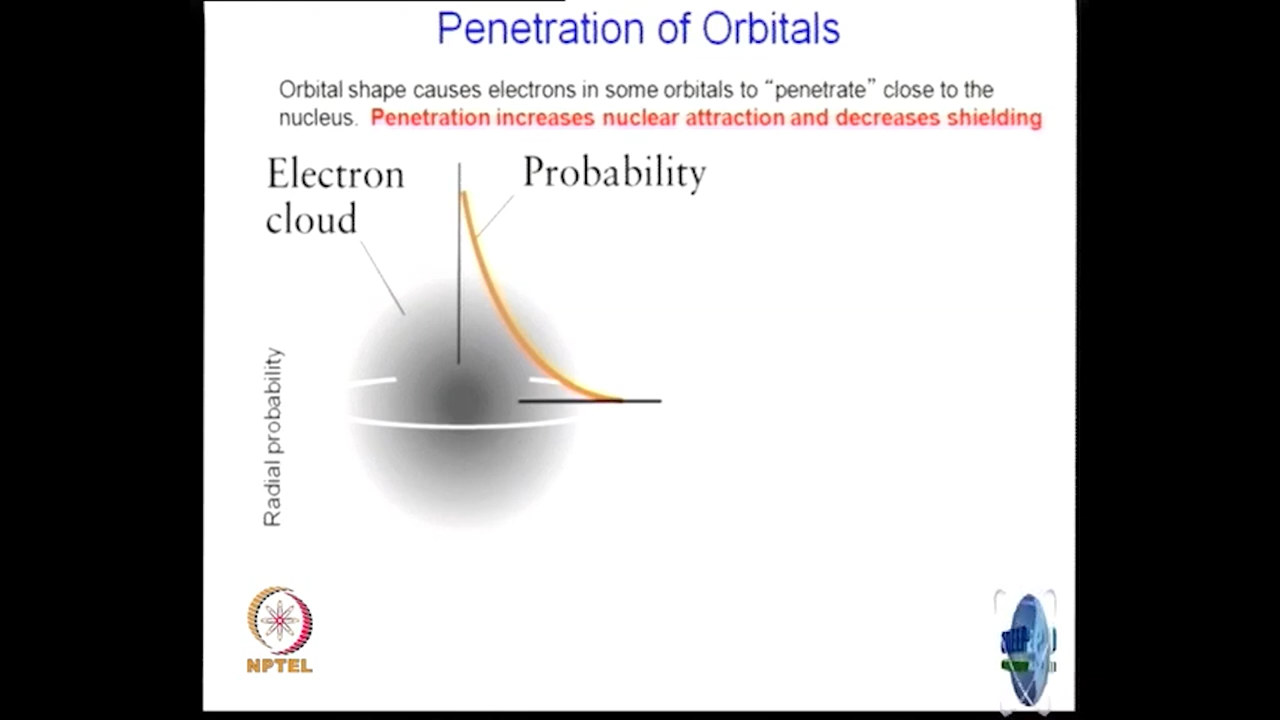 Penetration of Orbitals
Orbital shape causes electrons in some orbitals to “penetrate” close to the
nucleus. Penetration increases nuclear attraction and decreases shielding
Electron
cloud
Probability
Radial probability
NPTEL